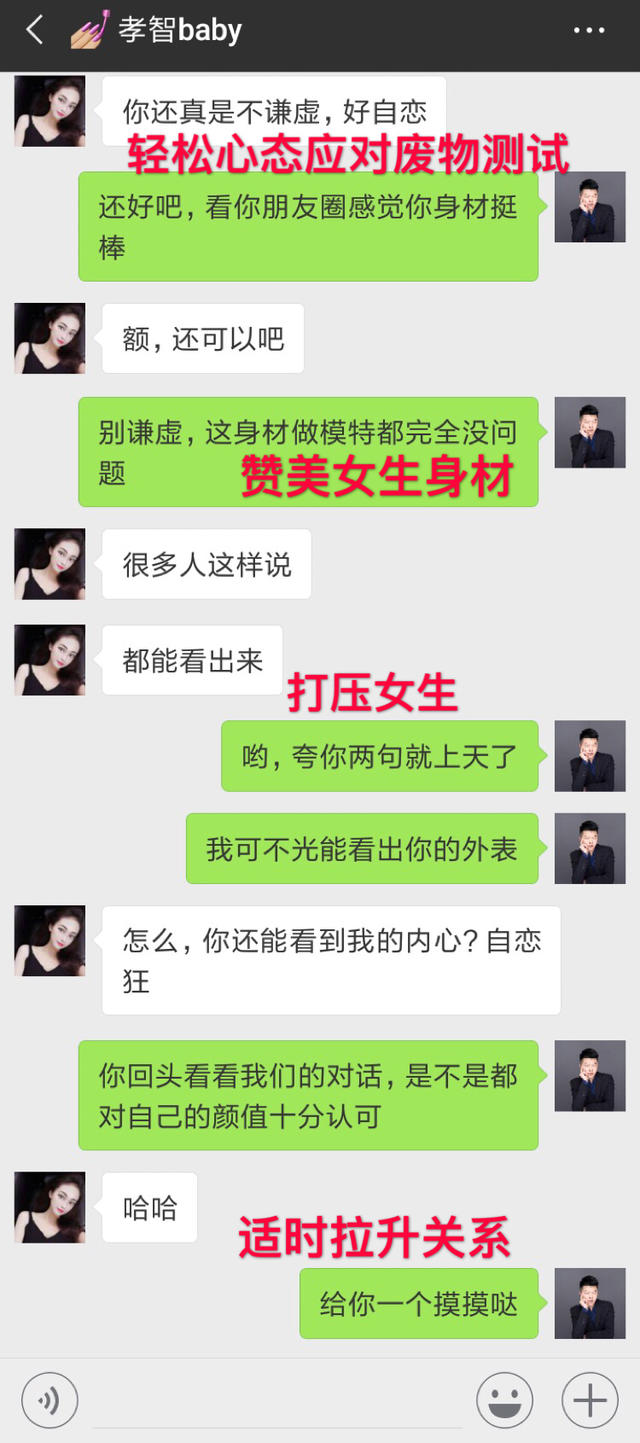 孝智baby
你还真是不谦虚，好自恋
轻松心态应对废物测试
还好吧，看你朋友圈感觉你身材挺
棒
额，还可以吧
别谦虚，这身材做模特都完全没问
题
赞美女生身材
很多人这样说
都能看出来
打压女生
哟，夸你两句就上天了
我可不光能看出你的外表
怎么，你还能看到我的内心？自恋
狂
你回头看看我们的对话，是不是都
对自己的颜值十分认可
哈哈
适时拉升关系
给你一个摸摸哒